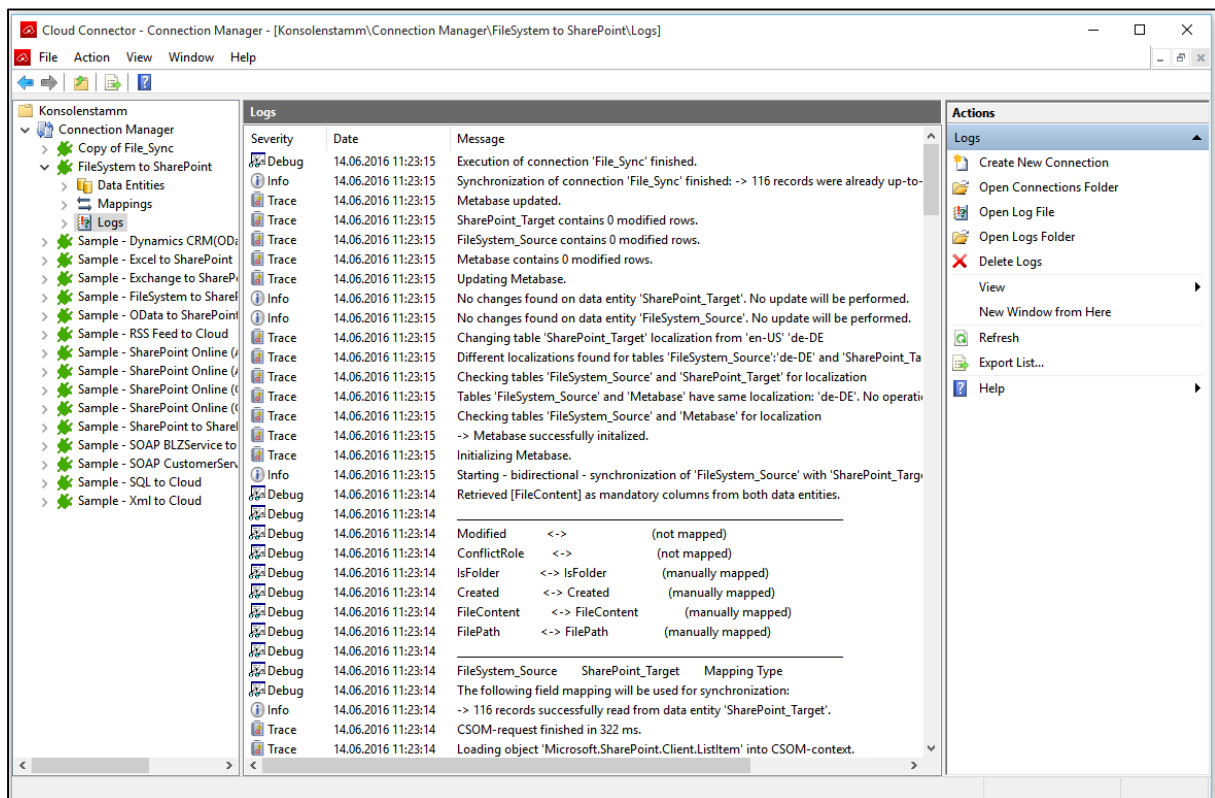 Cloud Connector - Connection Manager - [Konsolenstamm\Connection Manager\FileSystem to SharePoint\Logs]
File Action View Window Help
Konsolenstamm
Connection Manager
Copy of File_Sync
FileSystem to SharePoint
Data Entities
Mappings
Logs
Sample - Dynamics CRM(ODa
Sample - Excel to SharePoint
Sample - Exchange to ShareP
Sample - FileSystem to Share
Sample - OData to SharePoint
Sample - RSS Feed to Cloud
Sample - SharePoint Online (
Sample - SharePoint Online (
Sample - SharePoint Online (
Sample - SharePoint Online (
Sample - SharePoint to Share
Sample - SOAP BLZService to
Sample - SOAP CustomerServ
Sample - SQL to Cloud
Sample - Xml to Cloud
Logs
Severity Date Message
Debug 14.06.2016 11:23:15 Execution of connection 'File_Sync' finished.
Info 14.06.2016 11:23:15 Synchronization of connection 'File_Sync' finished: -> 116 records were already up-to-
Trace 14.06.2016 11:23:15 Metabase updated.
Trace 14.06.2016 11:23:15 SharePoint_Target contains 0 modified rows.
Trace 14.06.2016 11:23:15 FileSystem_Source contains 0 modified rows.
Trace 14.06.2016 11:23:15 Metabase contains 0 modified rows.
Trace 14.06.2016 11:23:15 Updating Metabase.
Info 14.06.2016 11:23:15 No changes found on data entity 'SharePoint_Target'. No update will be performed.
Info 14.06.2016 11:23:15 No changes found on data entity 'FileSystem_Source'. No update will be performed.
Trace 14.06.2016 11:23:15 Changing table 'SharePoint_Target' localization from 'en-US' 'de-DE
Trace 14.06.2016 11:23:15 Different localizations found for tables 'FileSystem_Source':'de-DE' and 'SharePoint_Ta
Trace 14.06.2016 11:23:15 Checking tables 'FileSystem_Source' and 'SharePoint_Target' for localization
Trace 14.06.2016 11:23:15 Tables 'FileSystem_Source' and 'Metabase' have same localization: 'de-DE'. No operati
Trace 14.06.2016 11:23:15 Checking tables 'FileSystem_Source' and 'Metabase' for localization
Trace 14.06.2016 11:23:15 -> Metabase successfully initalized.
Trace 14.06.2016 11:23:15 Initializing Metabase.
Info 14.06.2016 11:23:15 Starting - bidirectional - synchronization of 'FileSystem_Source' with 'SharePoint_Targ
Debug 14.06.2016 11:23:14 Retrieved [FileContent] as mandatory columns from both data entities.
Debug 14.06.2016 11:23:14
Debug 14.06.2016 11:23:14 Modified <-> (not mapped)
Debug 14.06.2016 11:23:14 ConflictRole <-> (not mapped)
Debug 14.06.2016 11:23:14 IsFolder <-> IsFolder (manually mapped)
Debug 14.06.2016 11:23:14 Created <-> Created (manually mapped)
Debug 14.06.2016 11:23:14 FileContent <-> FileContent (manually mapped)
Debug 14.06.2016 11:23:14 FilePath <-> FilePath (manually mapped)
Debug 14.06.2016 11:23:14
Debug 14.06.2016 11:23:14 FileSystem_Source SharePoint_Target Mapping Type
Debug 14.06.2016 11:23:14 The following field mapping will be used for synchronization:
Info 14.06.2016 11:23:14 -> 116 records successfully read from data entity 'SharePoint_Target'.
Trace 14.06.2016 11:23:14 CSOM-request finished in 322 ms.
Trace 14.06.2016 11:23:14 Loading object 'Microsoft.SharePoint.Client.ListItem' into CSOM-context.
Actions
Logs
Create New Connection
Open Connections Folder
Open Log File
Open Logs Folder
Delete Logs
View
New Window from Here
Refresh
Export List...
Help